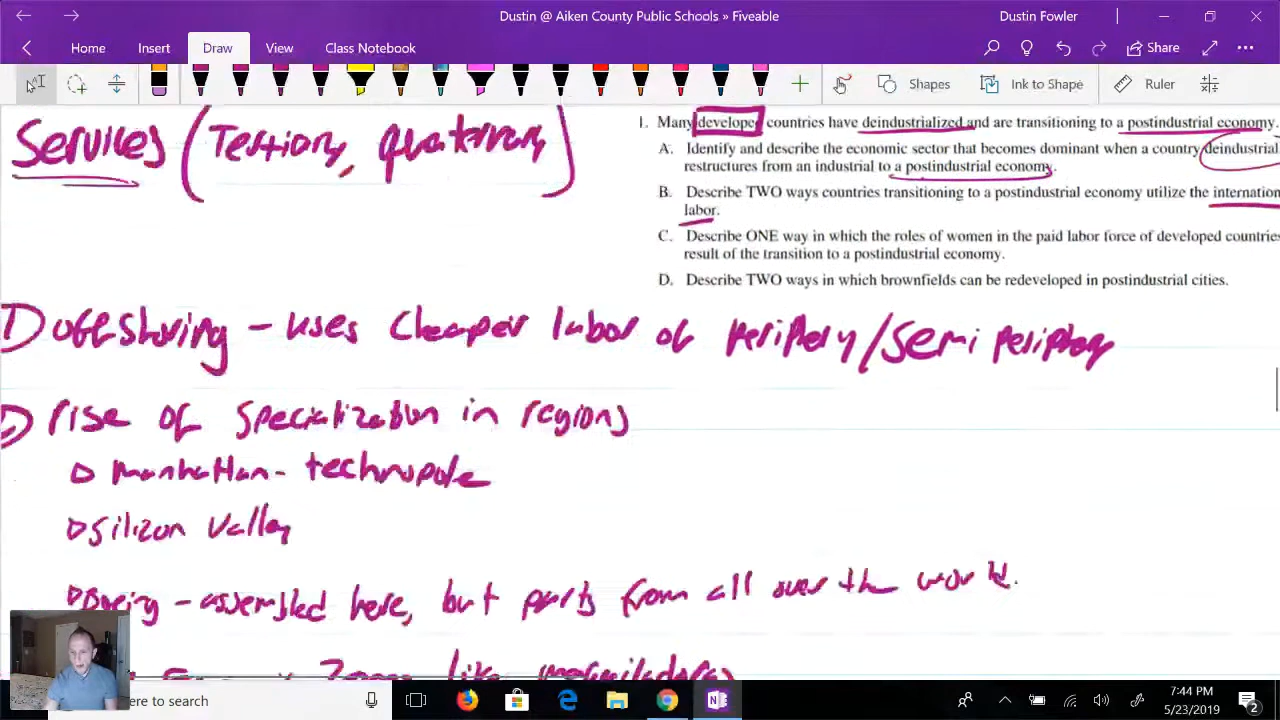 Dustin @ Aiken County Public Schools » Fiveable
Dustin Fowler
Home Insert Draw View Class Notebook
Share
Shapes Ink to Shape Ruler
Services (Tertiary, quaternary)
1. Many developed countries have deindustrialized and are transitioning to a postindustrial economy.
A. Identify and describe the economic sector that becomes dominant when a country deindustrial
restructures from an industrial to a postindustrial economy.
B. Describe TWO ways countries transitioning to a postindustrial economy utilize the internation
labor.
C. Describe ONE way in which the roles of women in the paid labor force of developed countries
result of the transition to a postindustrial economy.
D. Describe TWO ways in which brownfields can be redeveloped in postindustrial cities.
offshoring - uses cheaper labor of periphery/semi periphery
rise of specialization in regions
Manhattan - technopole
Silicon Valley
Boeing - assembled here, but parts from all over the world.
Zones like maquiladoras
ere to search
7:44 PM
5/23/2019
2